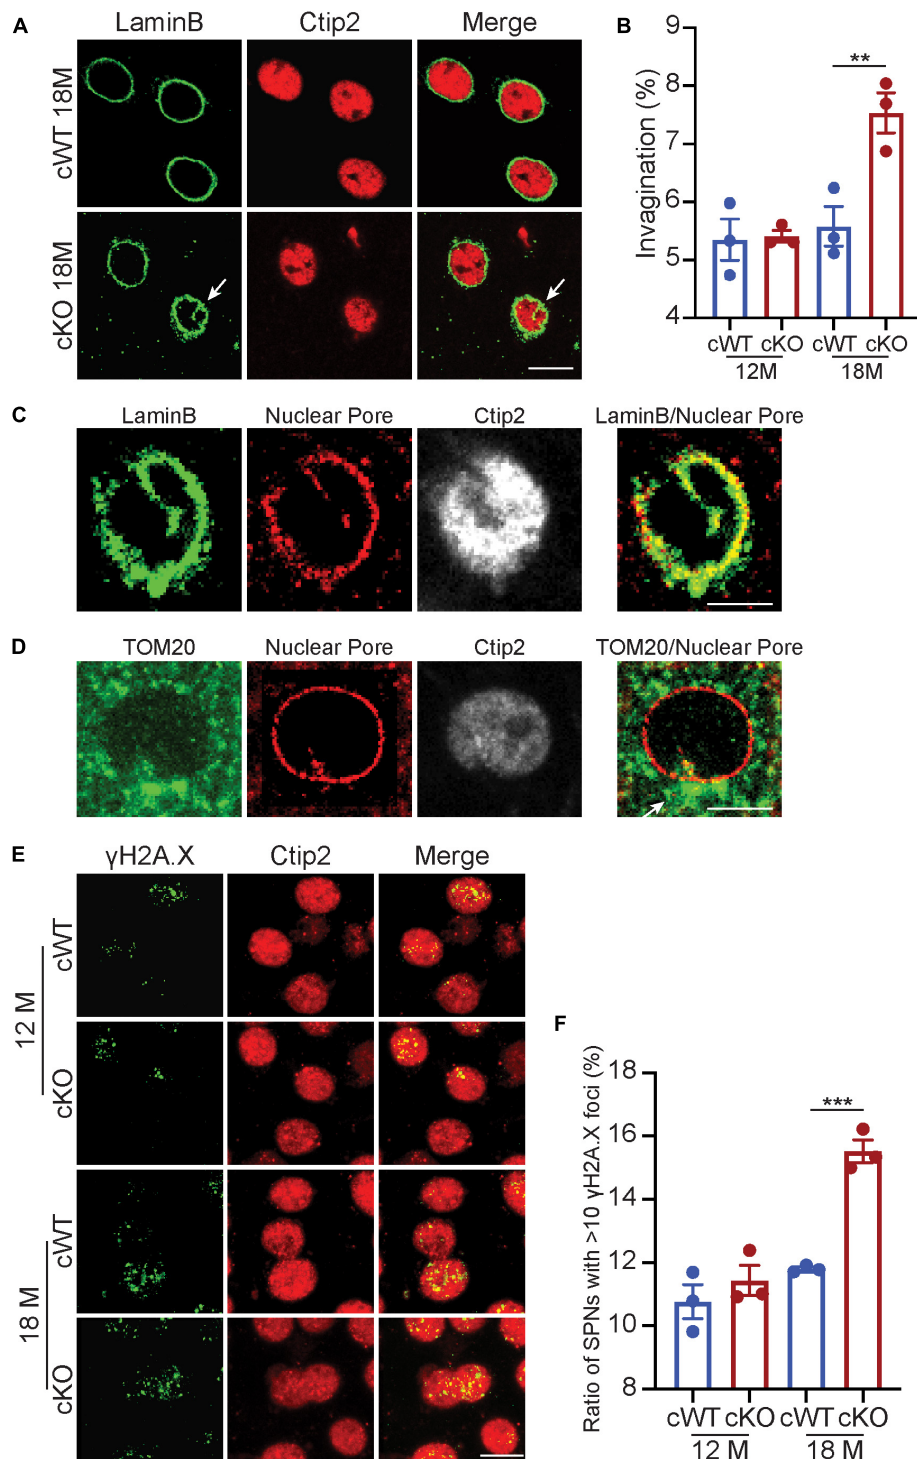 A
LaminB Ctip2 Merge
cWT 18M
cKO 18M
B
Invagination (%)
9
8
7
6
5
4
**
cWT cKO cWT cKO
12M 18M
C
LaminB Nuclear Pore Ctip2 LaminB/Nuclear Pore
D
TOM20 Nuclear Pore Ctip2 TOM20/Nuclear Pore
E
γH2A.X Ctip2 Merge
12 M
cWT
cKO
18 M
cWT
cKO
F
Ratio of SPNs with >10 γH2A.X foci (%)
18
16
14
12
10
8
***
cWT cKO cWT cKO
12 M 18 M